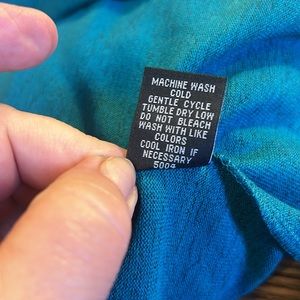 MACHINE WASH
COLD
GENTLE CYCLE
TUMBLE DRY LOW
DO NOT BLEACH
WASH WITH LIKE
COLORS
COOL IRON IF
NECESSARY
5004